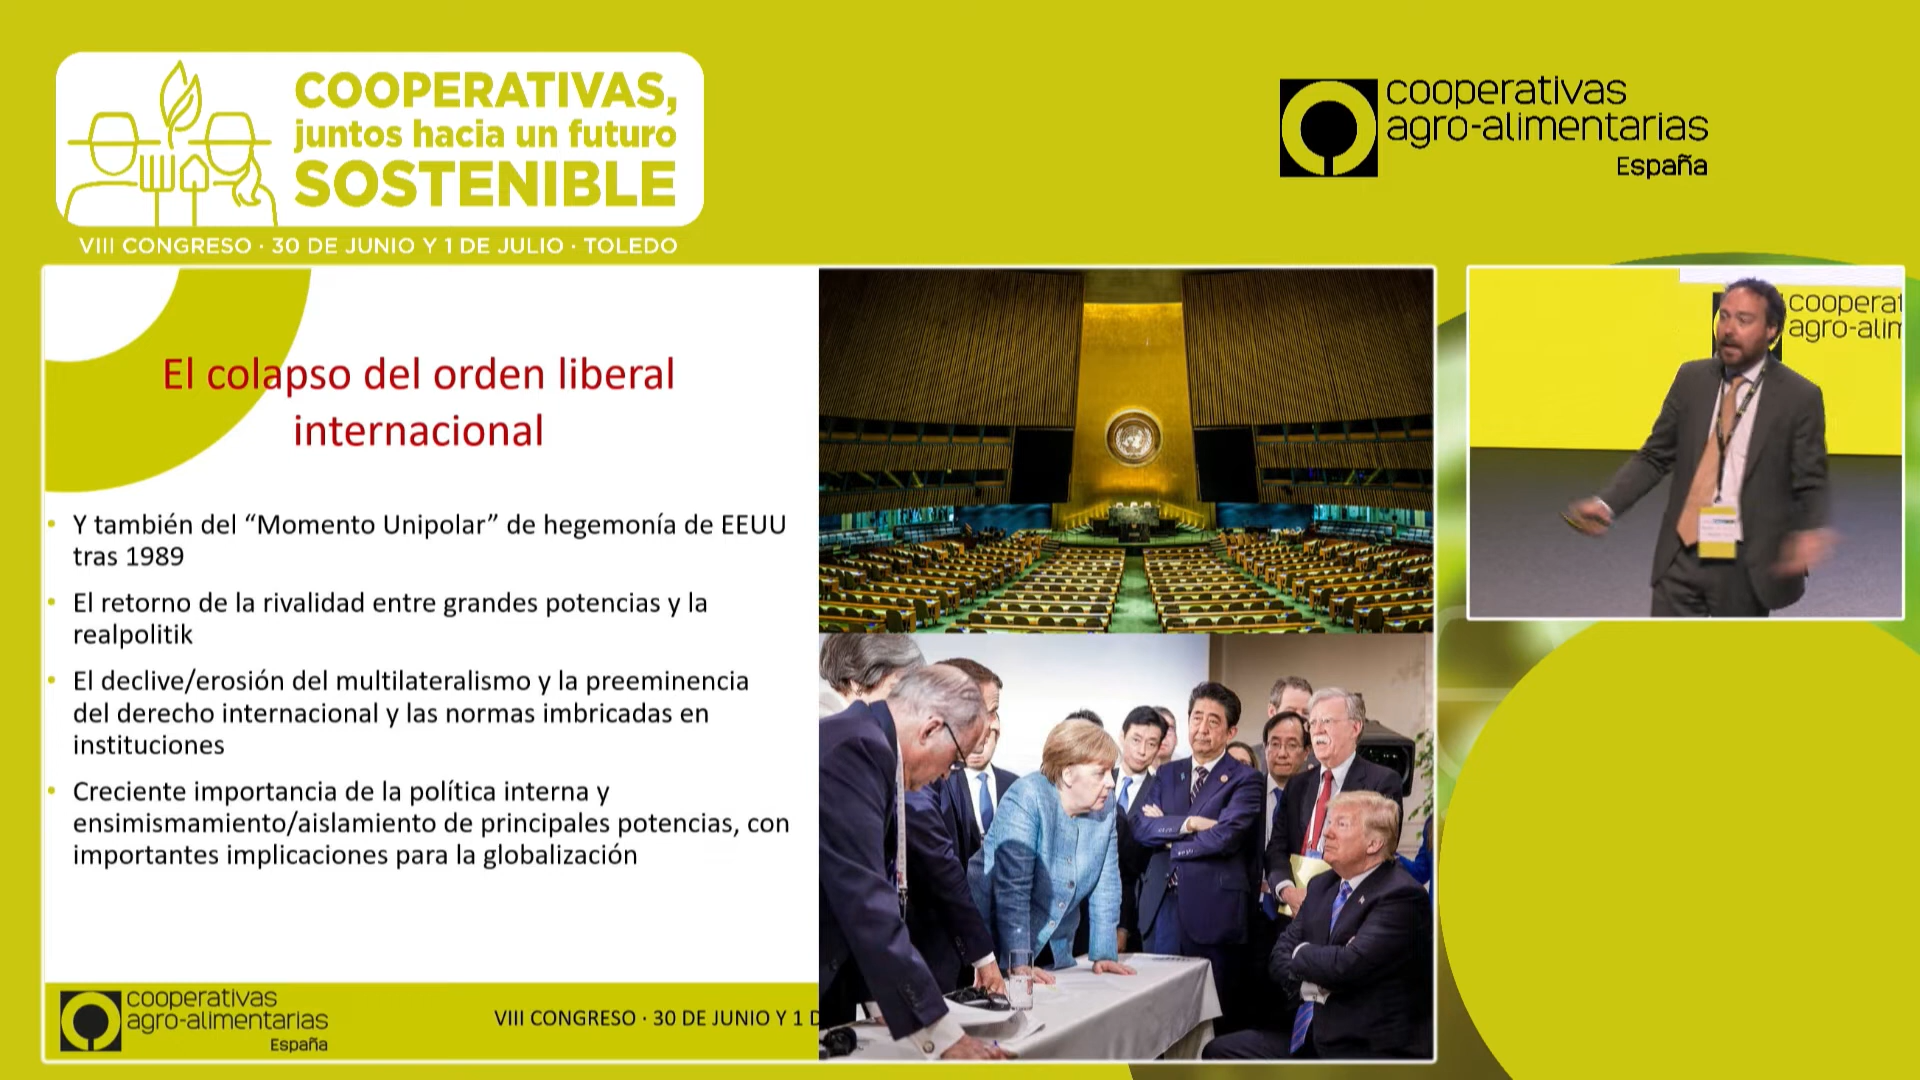 COOPERATIVAS,
juntos hacia un futuro
SOSTENIBLE
VIII CONGRESO · 30 DE JUNIO Y 1 DE JULIO · TOLEDO
cooperativas
agro-alimentarias
España
El colapso del orden liberal
internacional
• Y también del “Momento Unipolar” de hegemonía de EEUU
tras 1989
• El retorno de la rivalidad entre grandes potencias y la
realpolitik
• El declive/erosión del multilateralismo y la preeminencia
del derecho internacional y las normas imbricadas en
instituciones
• Creciente importancia de la política interna y
ensimismamiento/aislamiento de principales potencias, con
importantes implicaciones para la globalización
cooperativas
agro-alimentarias
España
VIII CONGRESO · 30 DE JUNIO Y 1 D
cooperat
agro-alim